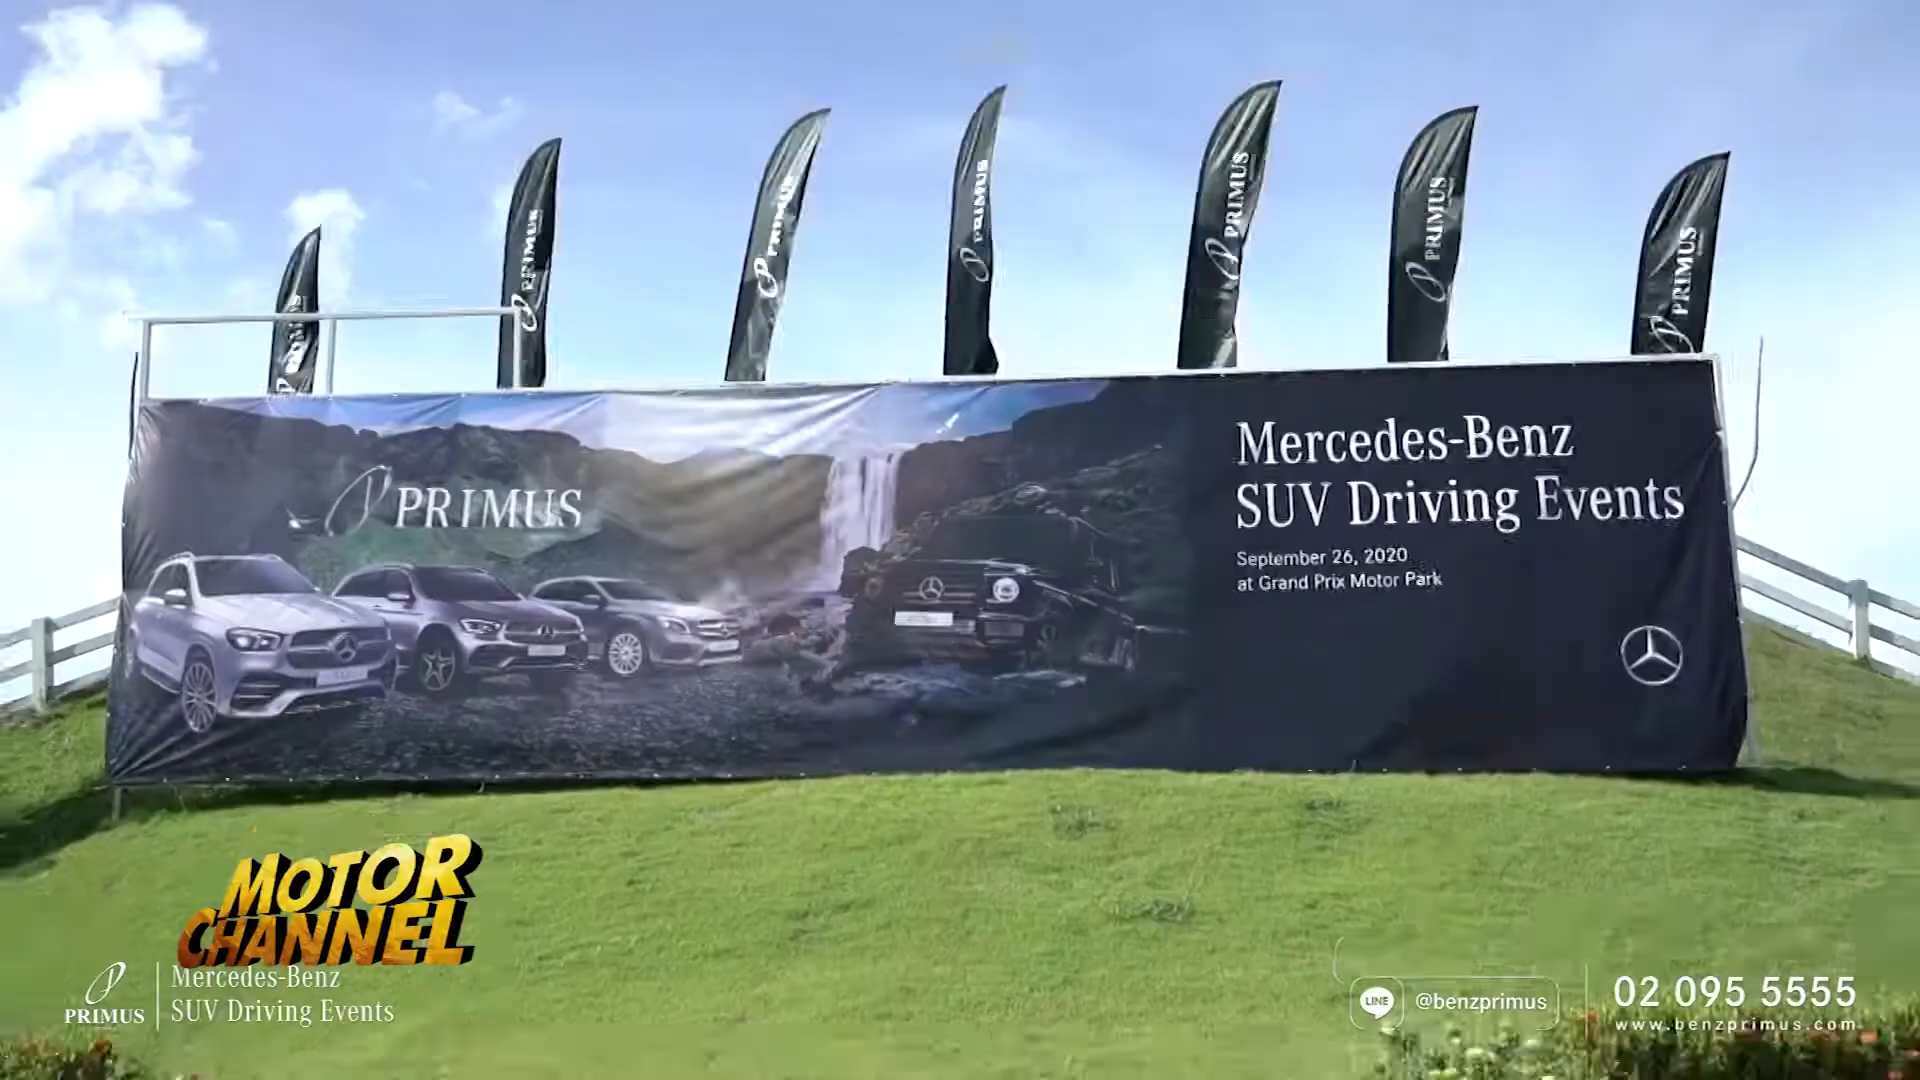 PRIMUS
PRIMUS
PRIMUS
PRIMUS
PRIMUS
PRIMUS
PRIMUS
PRIMUS
Mercedes-Benz
SUV Driving Events
September 26, 2020
at Grand Prix Motor Park
MOTOR
CHANNEL
PRIMUS
Mercedes-Benz
SUV Driving Events
LINE
@benzprimus
02 095 5555
www.benzprimus.com